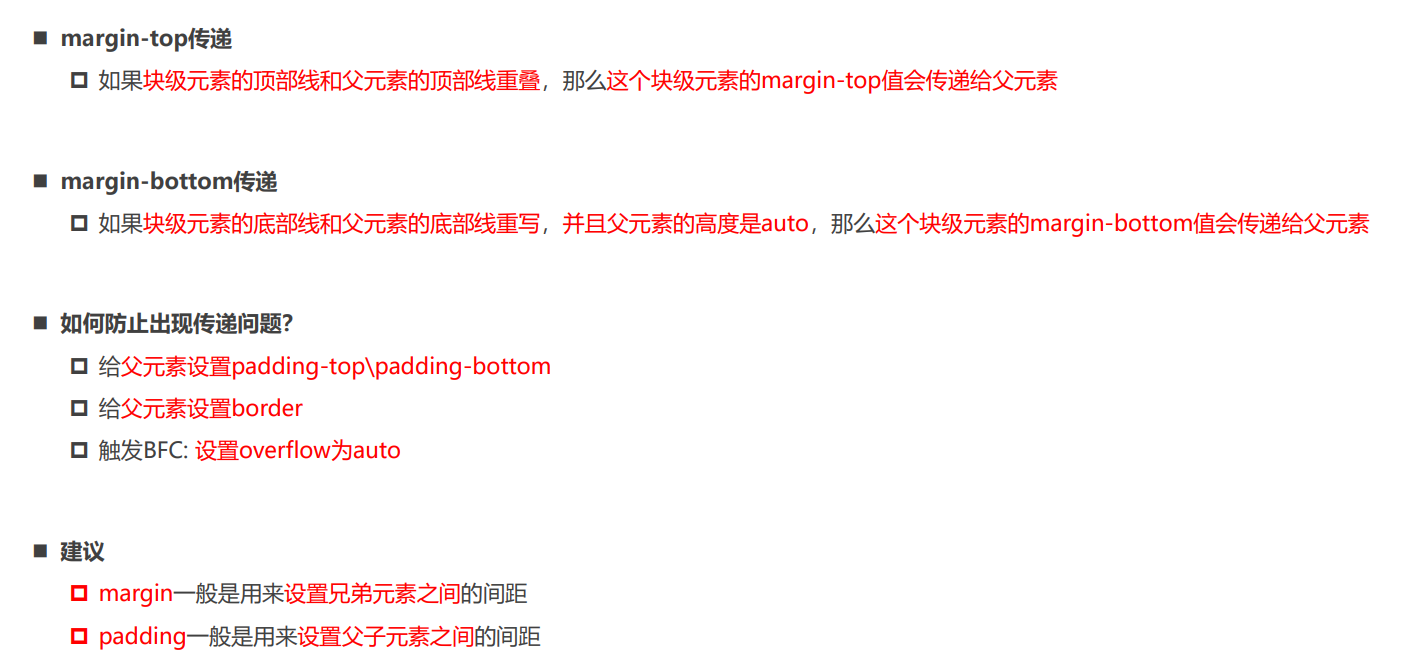 ■ margin-top传递
❑ 如果块级元素的顶部线和父元素的顶部线重叠，那么这个块级元素的margin-top值会传递给父元素
■ margin-bottom传递
❑ 如果块级元素的底部线和父元素的底部线重写，并且父元素的高度是auto，那么这个块级元素的margin-bottom值会传递给父元素
■ 如何防止出现传递问题？
❑ 给父元素设置padding-top\padding-bottom
❑ 给父元素设置border
❑ 触发BFC: 设置overflow为auto
■ 建议
❑ margin一般是用来设置兄弟元素之间的间距
❑ padding一般是用来设置父子元素之间的间距